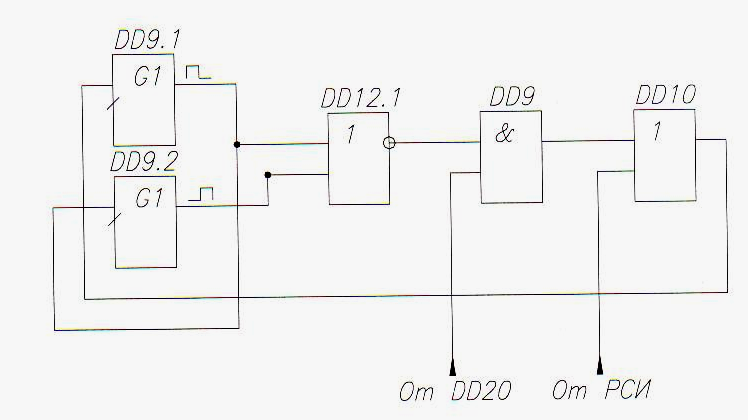 DD9.1
G1
DD9.2
G1
DD12.1
1
DD9
&
DD10
1
От DD20
От РСИ